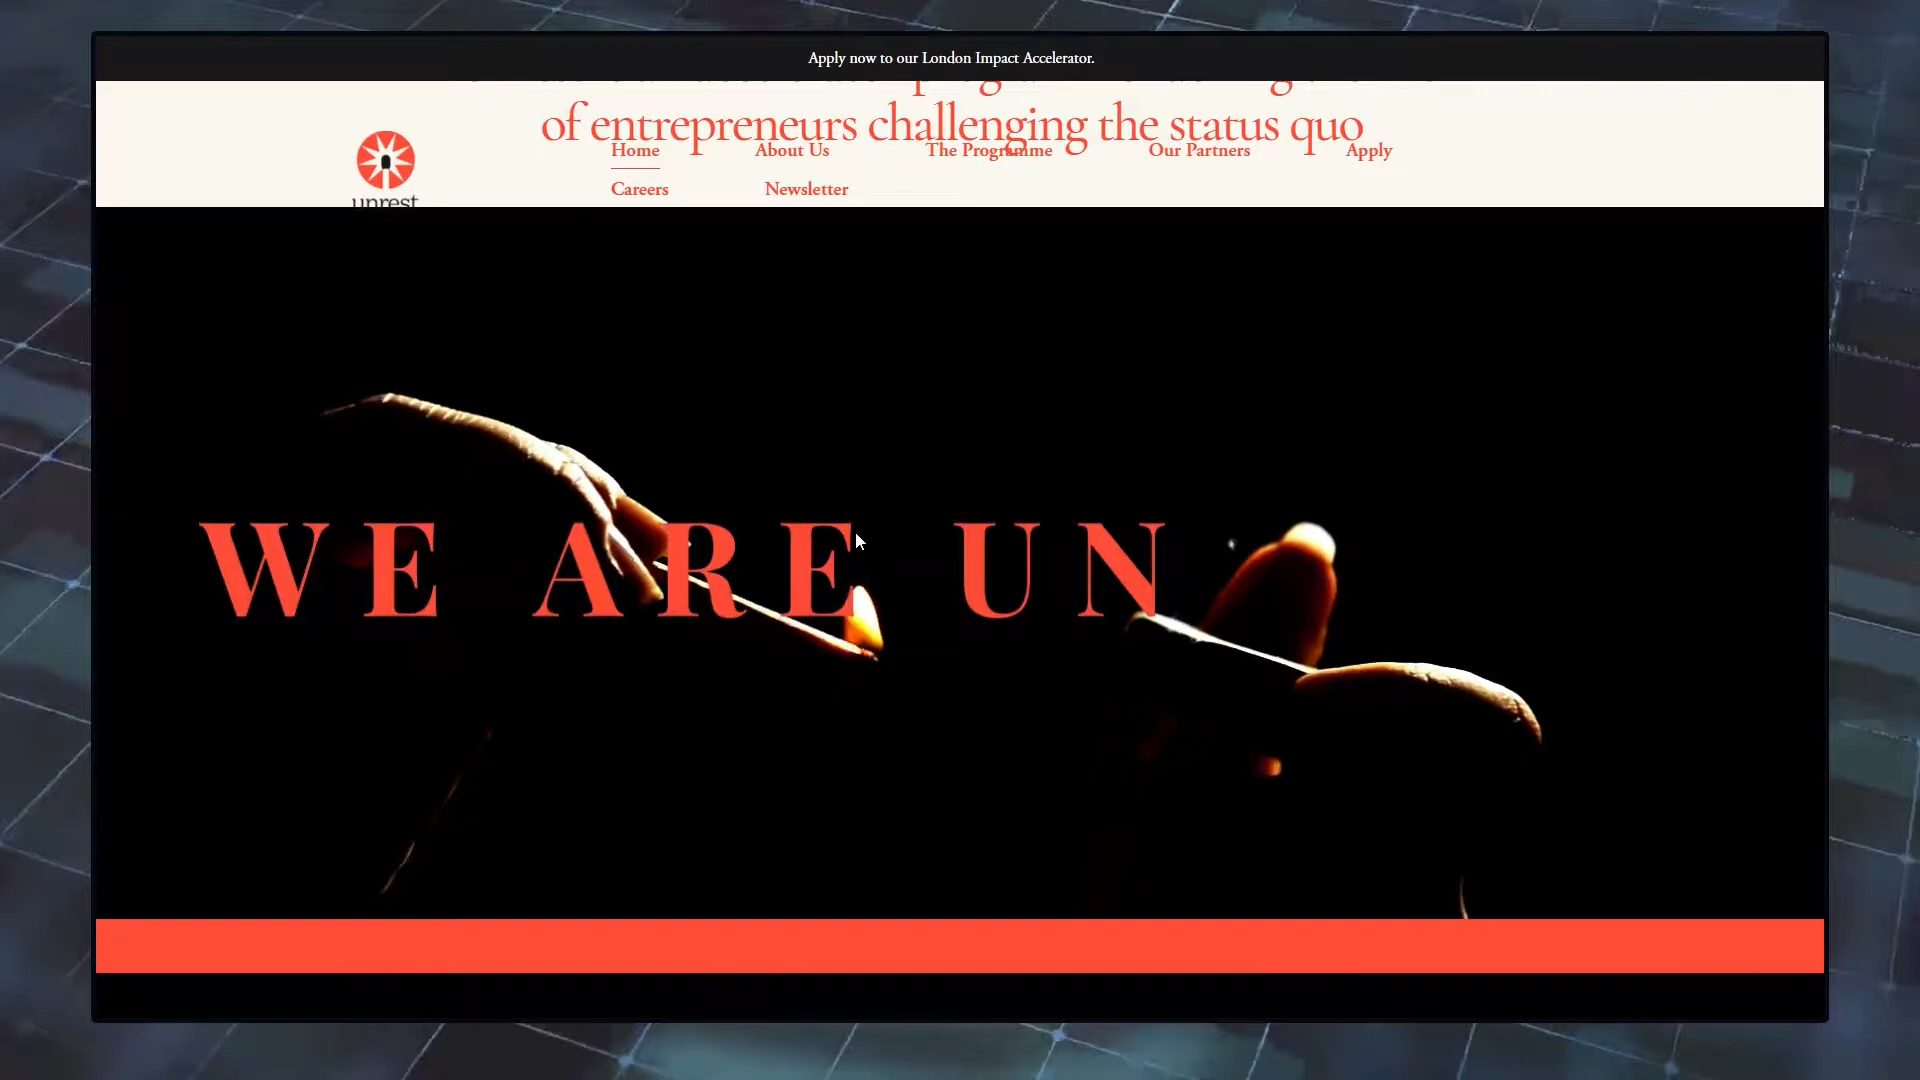 Apply now to our London Impact Accelerator.
of entrepreneurs challenging the status quo
unrest
Home
About Us
The Programme
Our Partners
Apply
Careers
Newsletter
WE ARE UN